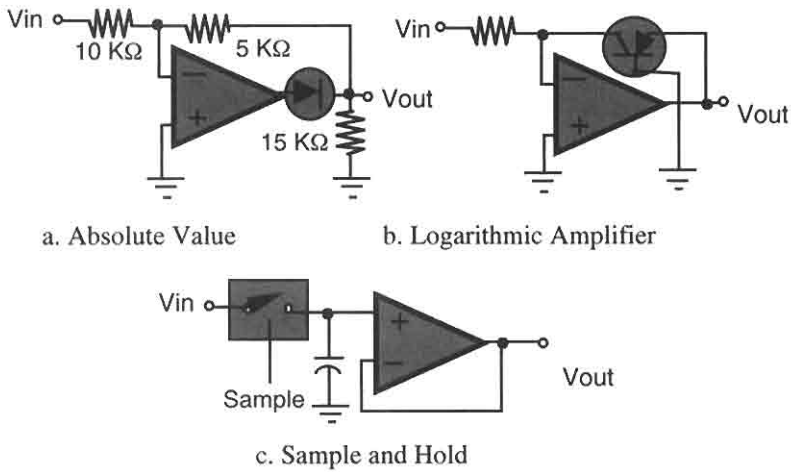 Vin
10 KΩ
5 KΩ
−
+
Vout
15 KΩ
a. Absolute Value
Vin
−
+
Vout
b. Logarithmic Amplifier
Vin
Sample
+
−
Vout
c. Sample and Hold